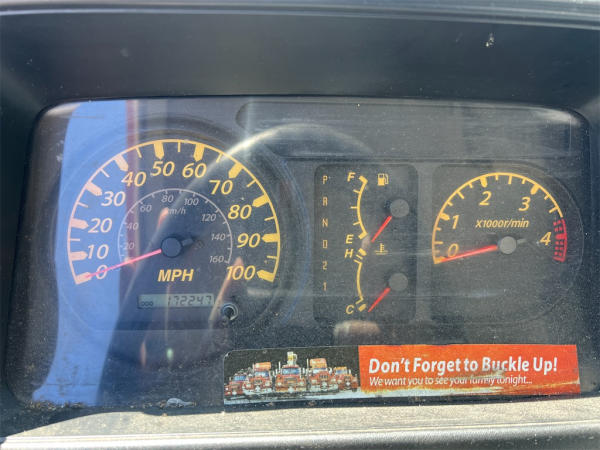 0 10 20 30 40 50 60 70 80 90 100
20 40 60 80 100 120 140 160
km/h
MPH
ODO 172247
P
R
N
D
2
1
F
E
H
C
0 1 2 3 4
X1000r/min
Don't Forget to Buckle Up!
We want you to see your family tonight...